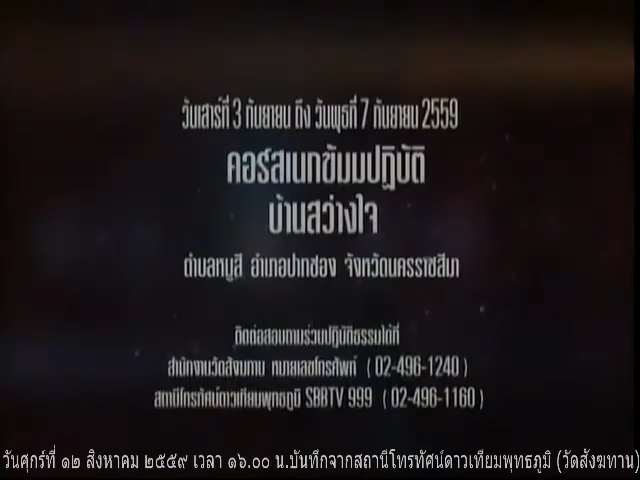 วันเสาร์ที่ 3 กันยายน ถึง วันพุธที่ 7 กันยายน 2559
คอร์สเนกขัมมปฏิบัติ
บ้านสว่างใจ
ตำบลหมูสี อำเภอปากช่อง จังหวัดนครราชสีมา
ติดต่อสอบถามร่วมปฏิบัติธรรมได้ที่
สำนักงานวัดสังฆทาน หมายเลขโทรศัพท์ ( 02-496-1240 )
สถานีโทรทัศน์ดาวเทียมพุทธภูมิ SBBTV 999 ( 02-496-1160 )
วันศุกร์ที่ ๑๒ สิงหาคม ๒๕๕๙ เวลา ๑๖.๐๐ น.บันทึกจากสถานีโทรทัศน์ดาวเทียมพุทธภูมิ (วัดสังฆทาน)